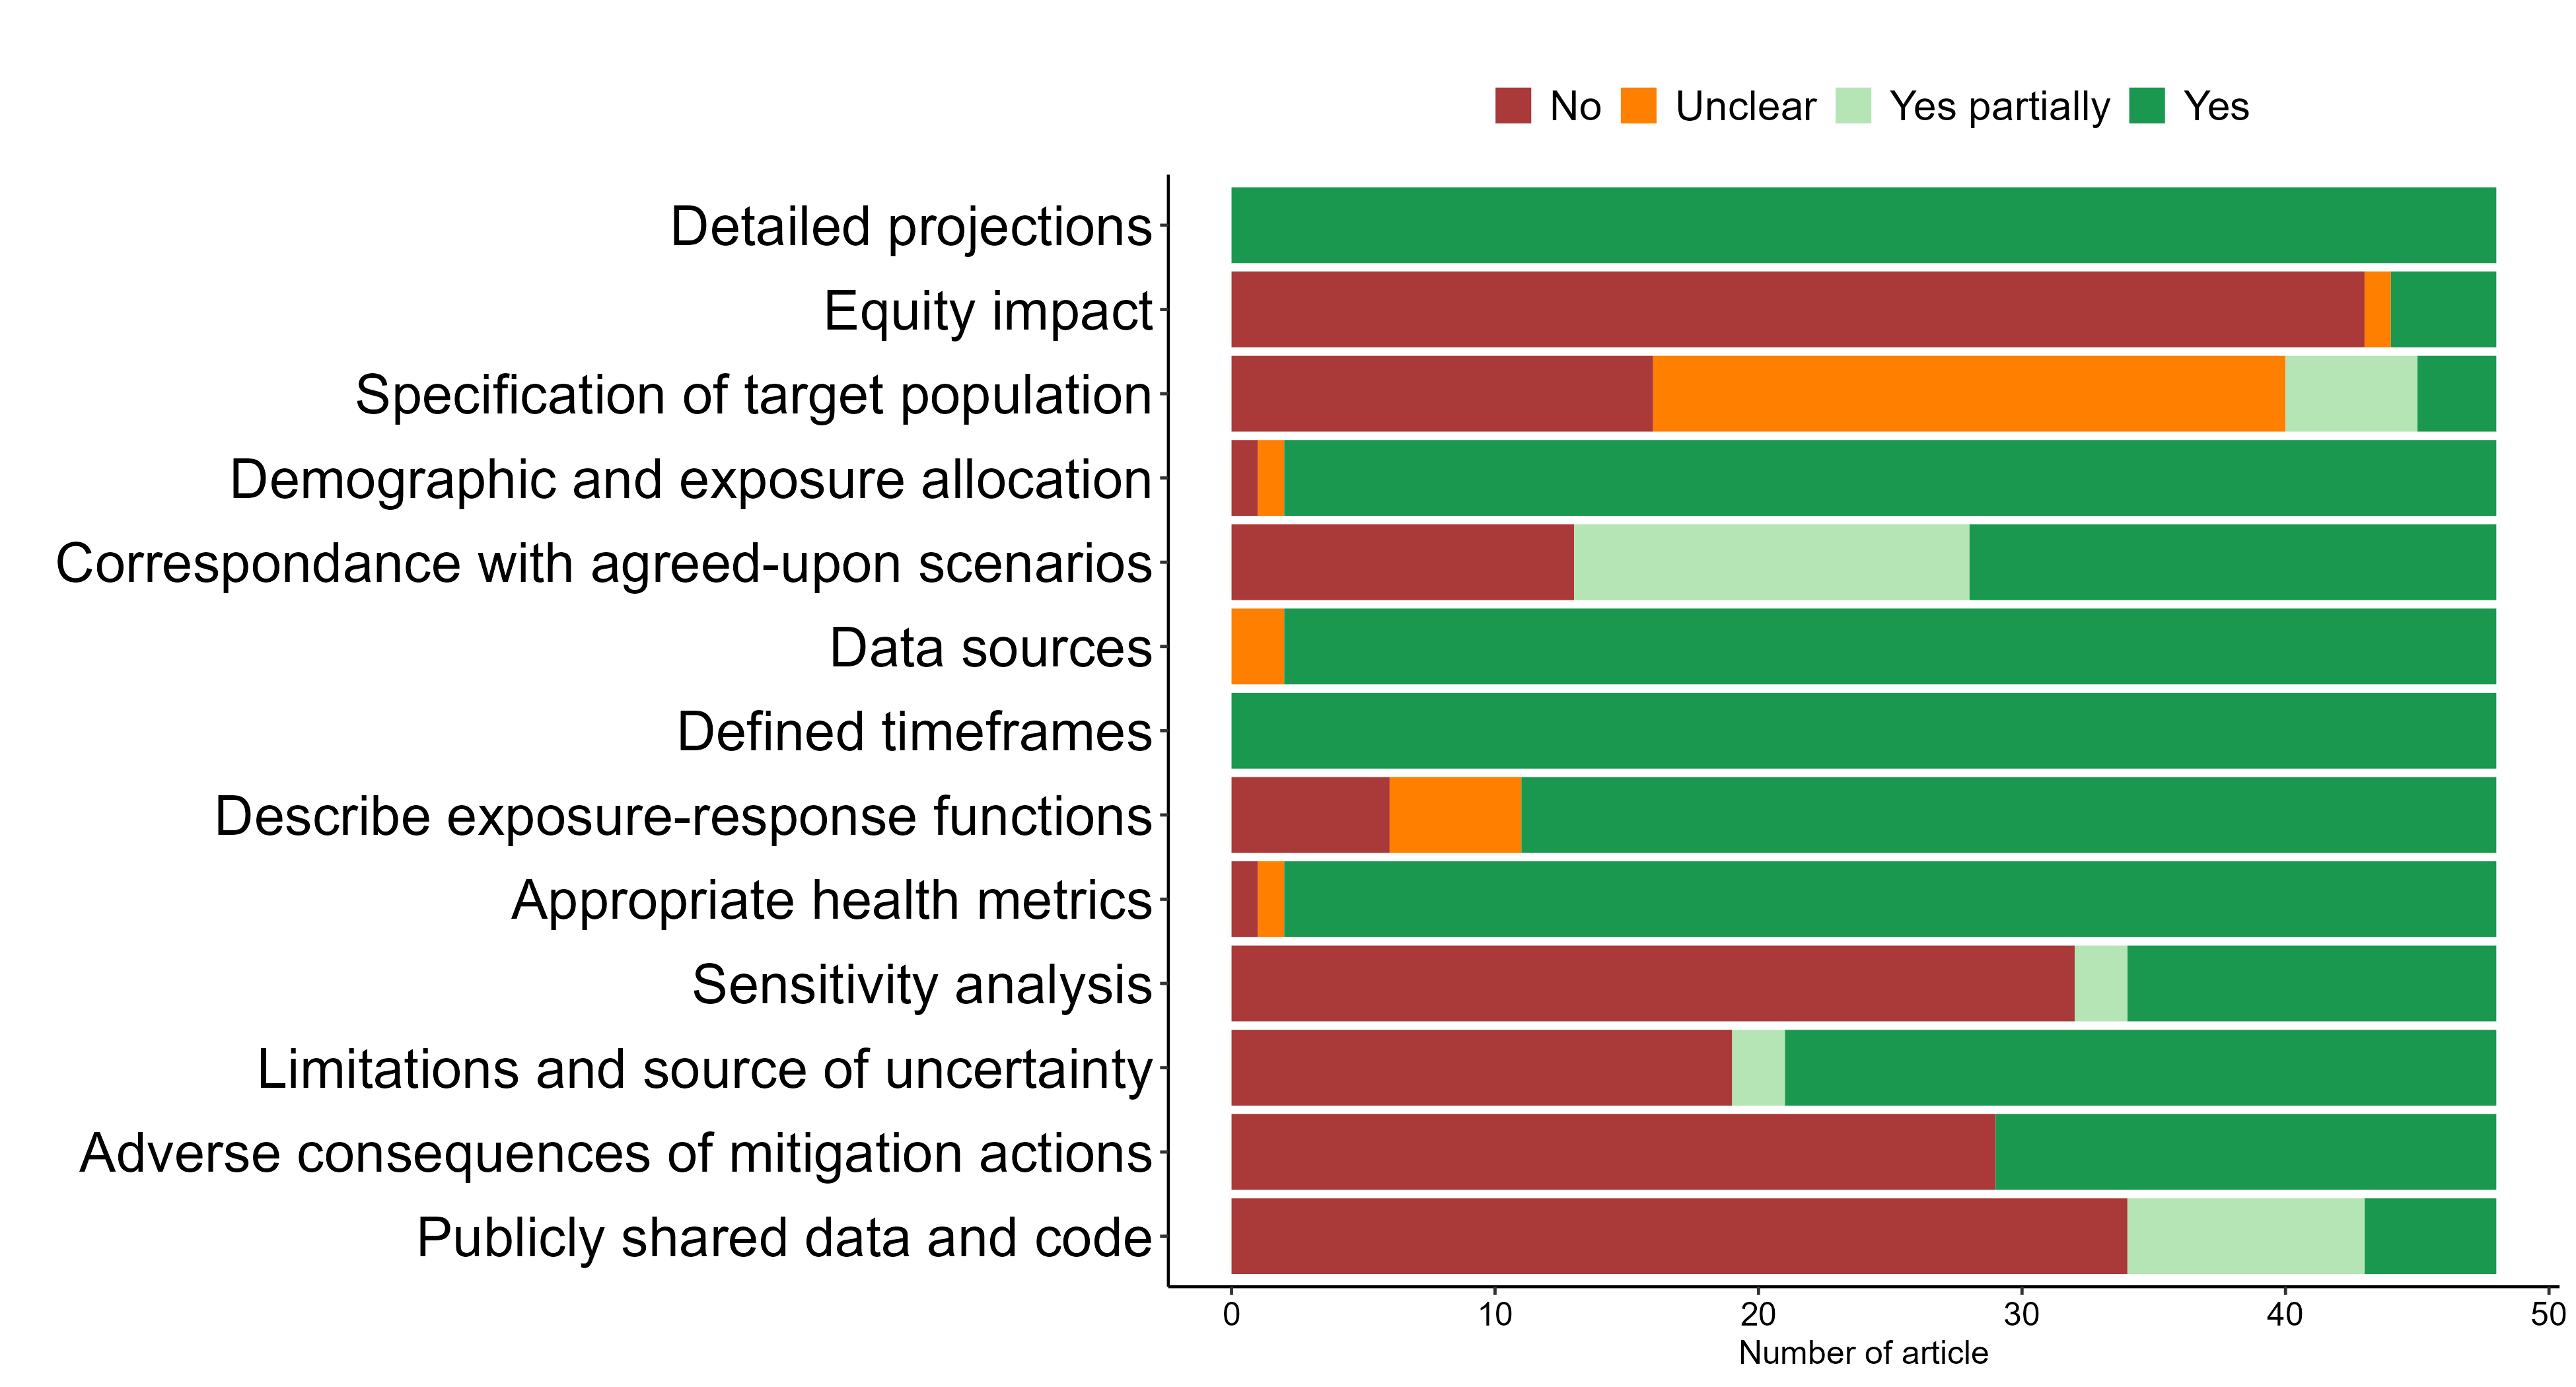 No Unclear Yes partially Yes
Detailed projections
Equity impact
Specification of target population
Demographic and exposure allocation
Correspondance with agreed-upon scenarios
Data sources
Defined timeframes
Describe exposure-response functions
Appropriate health metrics
Sensitivity analysis
Limitations and source of uncertainty
Adverse consequences of mitigation actions
Publicly shared data and code
0 10 20 30 40 50
Number of article